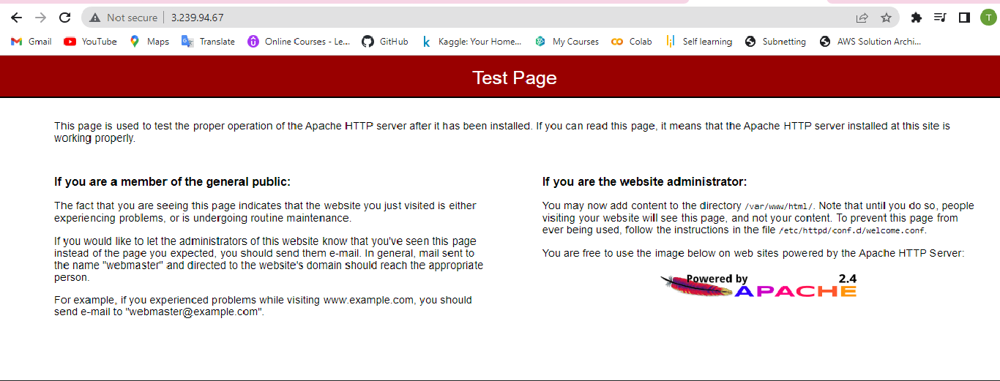 Not secure | 3.239.94.67
T
Gmail YouTube Maps Translate Online Courses - Le... GitHub Kaggle: Your Home... My Courses Colab Self learning Subnetting AWS Solution Archi...
Test Page
This page is used to test the proper operation of the Apache HTTP server after it has been installed. If you can read this page, it means that the Apache HTTP server installed at this site is
working properly.
If you are a member of the general public:
The fact that you are seeing this page indicates that the website you just visited is either
experiencing problems, or is undergoing routine maintenance.
If you would like to let the administrators of this website know that you've seen this page
instead of the page you expected, you should send them e-mail. In general, mail sent to
the name "webmaster" and directed to the website's domain should reach the appropriate
person.
For example, if you experienced problems while visiting www.example.com, you should
send e-mail to "webmaster@example.com".
If you are the website administrator:
You may now add content to the directory /var/www/html/. Note that until you do so, people
visiting your website will see this page, and not your content. To prevent this page from
ever being used, follow the instructions in the file /etc/httpd/conf.d/welcome.conf.
You are free to use the image below on web sites powered by the Apache HTTP Server:
Powered by 2.4
APACHE